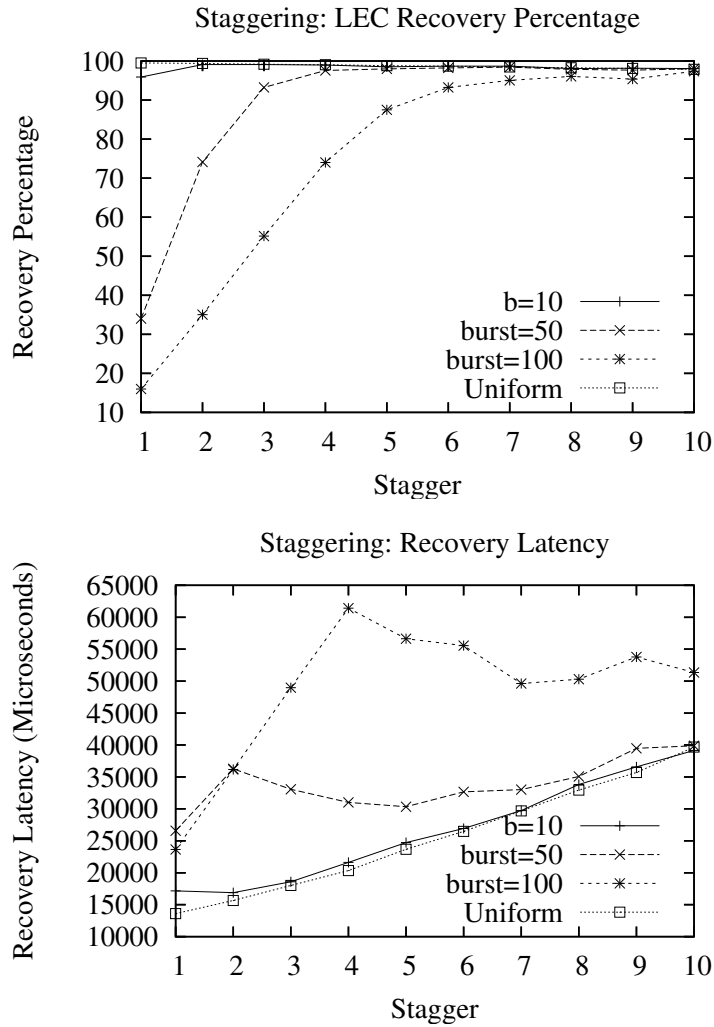 Staggering: LEC Recovery Percentage
100
90
80
70
60
50
40
30
20
10
Recovery Percentage
b=10
burst=50
burst=100
Uniform
1 2 3 4 5 6 7 8 9 10
Stagger
Staggering: Recovery Latency
65000
60000
55000
50000
45000
40000
35000
30000
25000
20000
15000
10000
Recovery Latency (Microseconds)
b=10
burst=50
burst=100
Uniform
1 2 3 4 5 6 7 8 9 10
Stagger